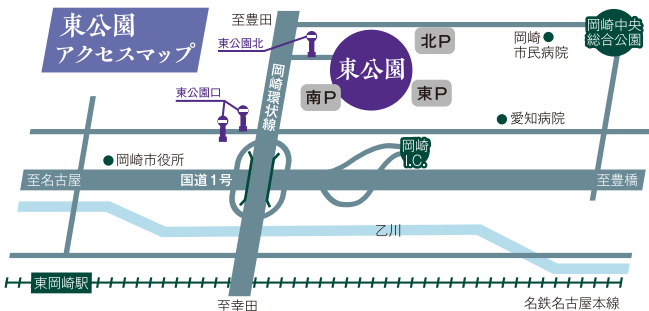 東公園
アクセスマップ
至豊田
東公園北
東公園口
岡崎環状線
東公園
北P
南P
東P
岡崎
市民病院
岡崎中央
総合公園
愛知病院
岡崎市役所
岡崎
I.C.
至名古屋
国道1号
至豊橋
乙川
東岡崎駅
至幸田
名鉄名古屋本線